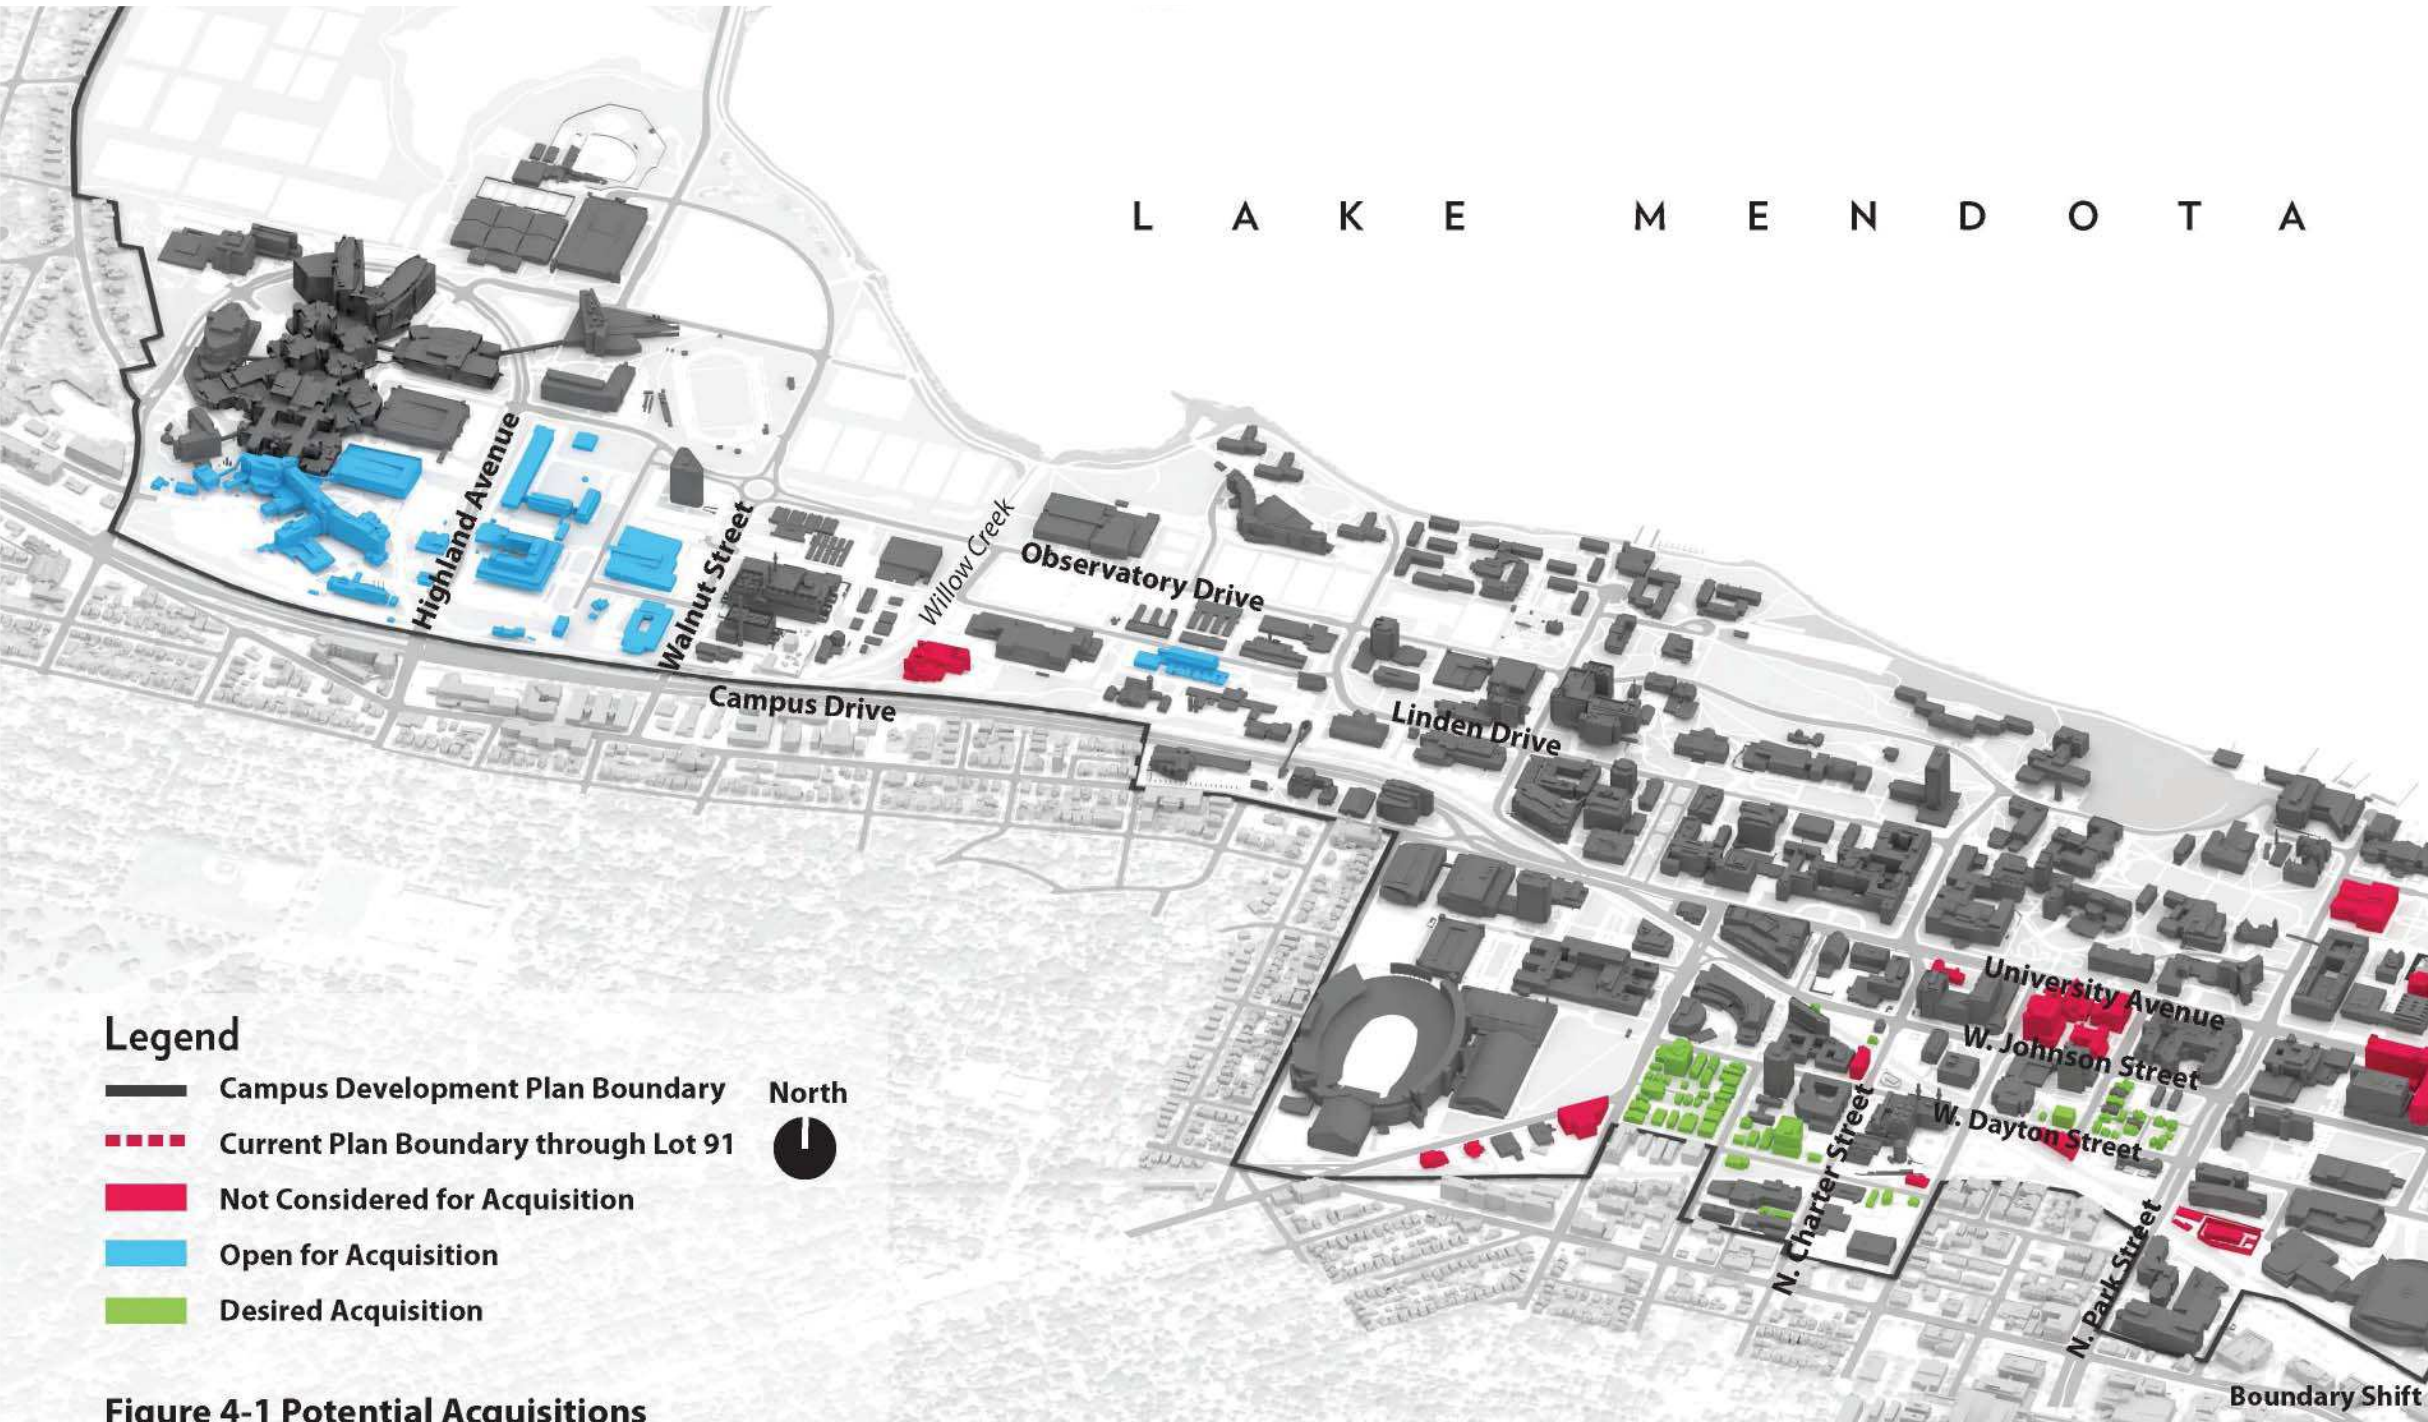 L A K E M E N D O T A
Highland Avenue
Walnut Street
Willow Creek
Observatory Drive
Campus Drive
Linden Drive
University Avenue
W. Johnson Street
W. Dayton Street
N. Charter Street
N. Park Street
Legend
Campus Development Plan Boundary
North
Current Plan Boundary through Lot 91
Not Considered for Acquisition
Open for Acquisition
Desired Acquisition
Figure 4-1 Potential Acquisitions
Boundary Shift